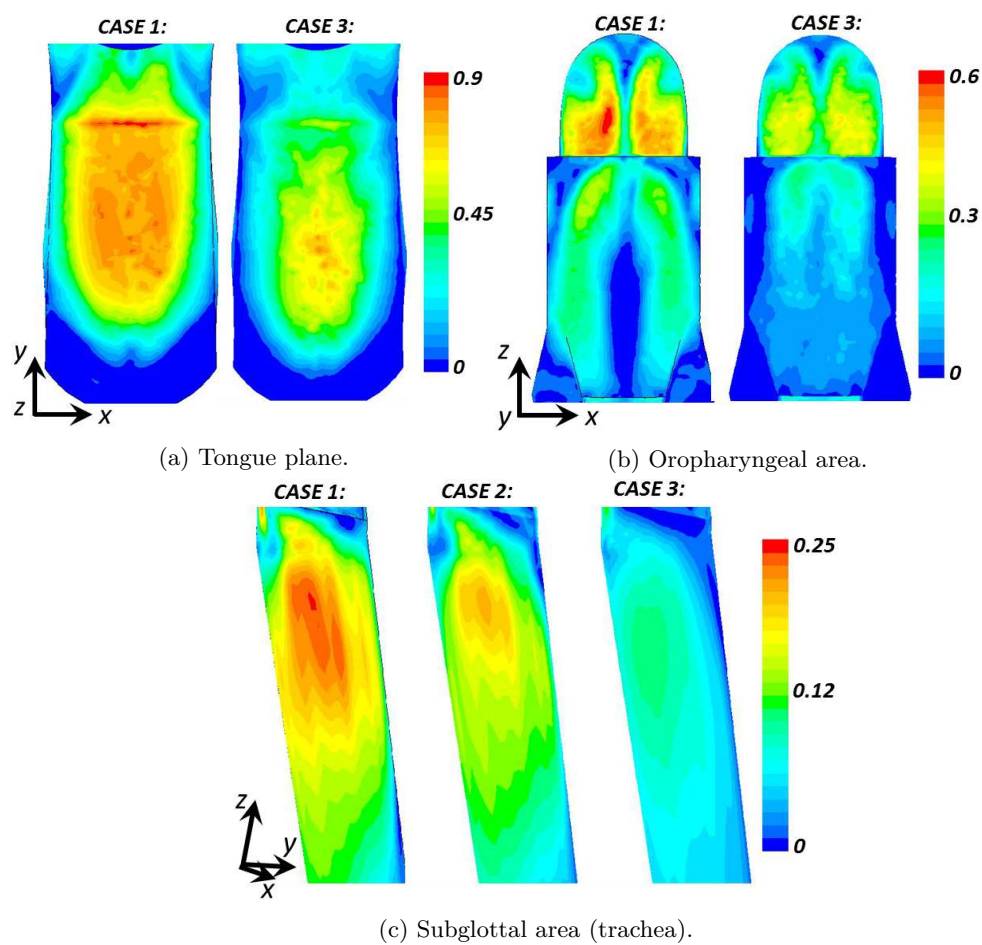 CASE 1: CASE 3: CASE 1: CASE 3:
0.9 0.6
0.45 0.3
0 0
y
z x
z
y x
(a) Tongue plane. (b) Oropharyngeal area.
CASE 1: CASE 2: CASE 3:
0.25
0.12
0
z
y
x
(c) Subglottal area (trachea).